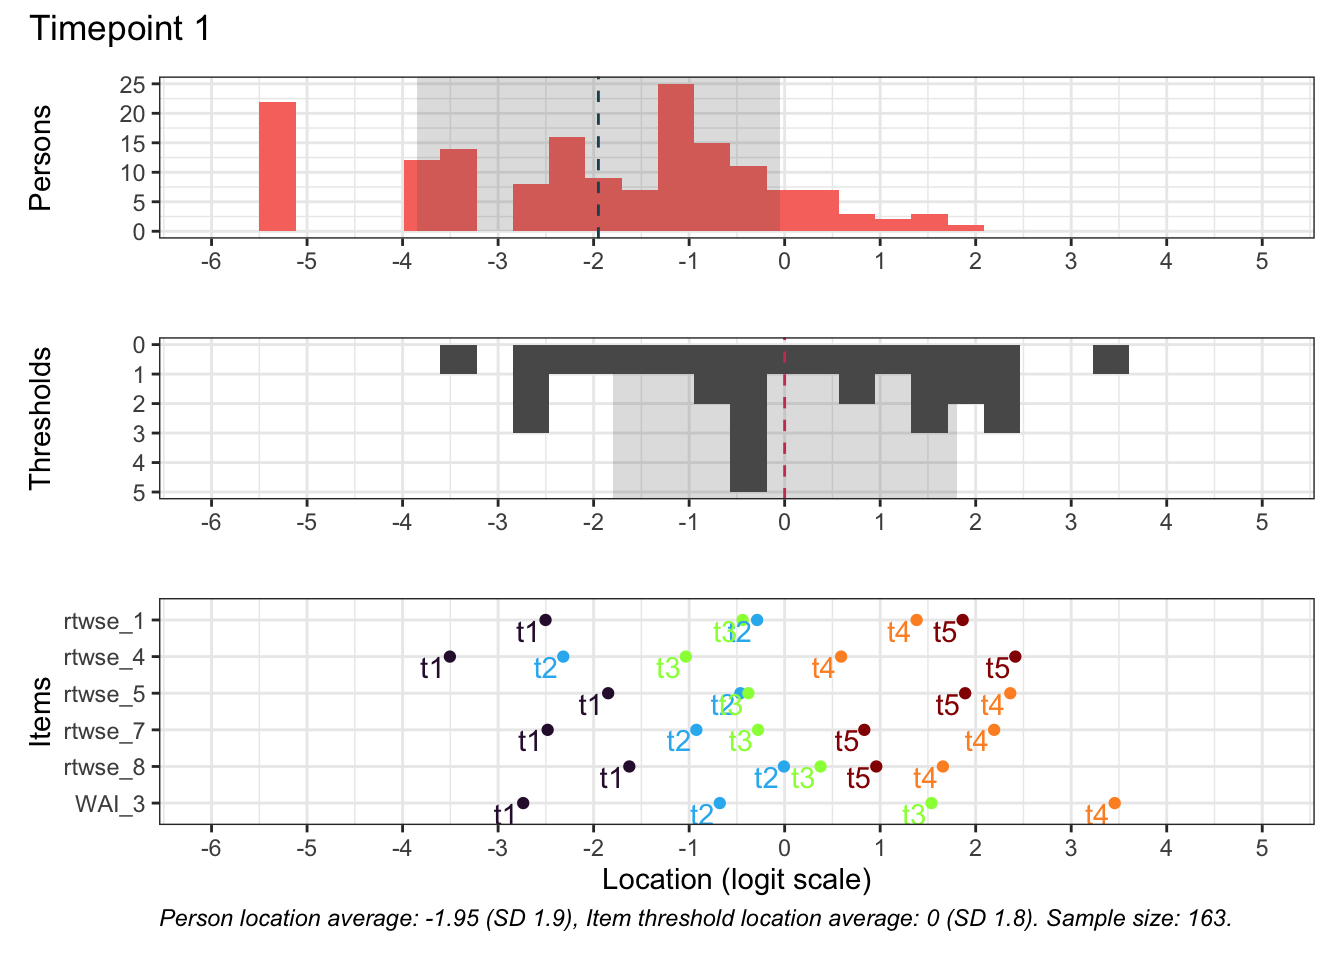 Timepoint 1
Persons
25
20
15
10
5
0
-6 -5 -4 -3 -2 -1 0 1 2 3 4 5
Thresholds
0
1
2
3
4
5
-6 -5 -4 -3 -2 -1 0 1 2 3 4 5
Items
rtwse_1 t1 t3 t2 t4 t5
rtwse_4 t1 t2 t3 t4 t5
rtwse_5 t1 t2 t3 t5 t4
rtwse_7 t1 t2 t3 t5 t4
rtwse_8 t1 t2 t3 t5 t4
WAI_3 t1 t2 t3 t4
-6 -5 -4 -3 -2 -1 0 1 2 3 4 5
Location (logit scale)
Person location average: -1.95 (SD 1.9), Item threshold location average: 0 (SD 1.8). Sample size: 163.